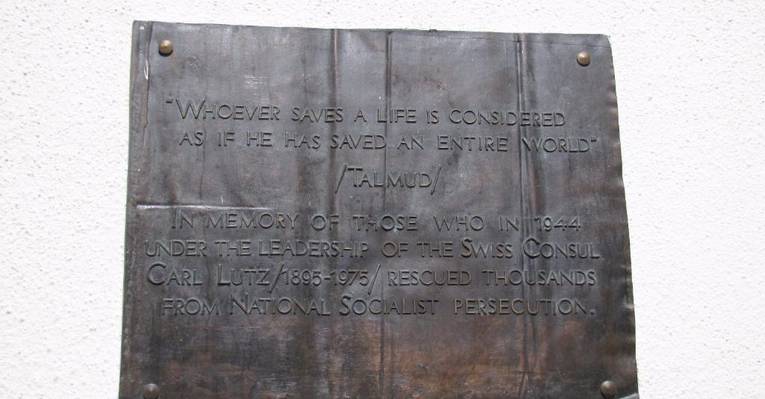 "WHOEVER SAVES A LIFE IS CONSIDERED
AS IF HE HAS SAVED AN ENTIRE WORLD"
/TALMUD/
IN MEMORY OF THOSE WHO IN 1944
UNDER THE LEADERSHIP OF THE SWISS CONSUL
CARL LUTZ /1895-1975/ RESCUED THOUSANDS
FROM NATIONAL SOCIALIST PERSECUTION.